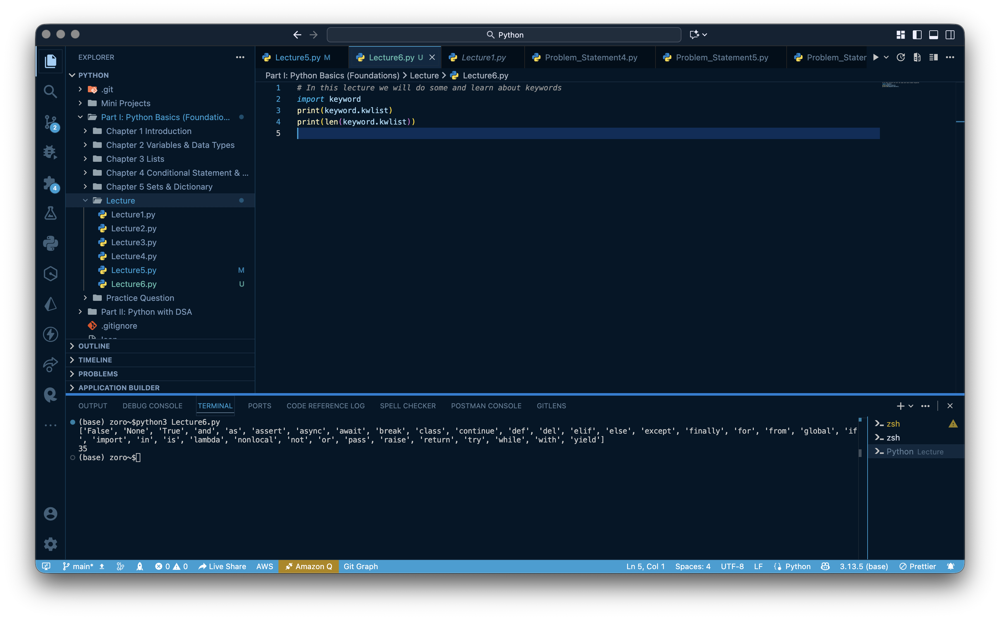 Python
EXPLORER
PYTHON
.git
Mini Projects
Part I: Python Basics (Foundatio...
Chapter 1 Introduction
Chapter 2 Variables & Data Types
Chapter 3 Lists
Chapter 4 Conditional Statement & ...
Chapter 5 Sets & Dictionary
Lecture
Lecture1.py
Lecture2.py
Lecture3.py
Lecture4.py
Lecture5.py M
Lecture6.py U
Practice Question
Part II: Python with DSA
.gitignore
OUTLINE
TIMELINE
PROBLEMS
APPLICATION BUILDER
2
4
Lecture5.py M
Lecture6.py U
Lecture1.py
Problem_Statement4.py
Problem_Statement5.py
Problem_Stater
Part I: Python Basics (Foundations) > Lecture > Lecture6.py
1 # In this lecture we will do some and learn about keywords
2 import keyword
3 print(keyword.kwlist)
4 print(len(keyword.kwlist))
5
OUTPUT DEBUG CONSOLE TERMINAL PORTS CODE REFERENCE LOG SPELL CHECKER POSTMAN CONSOLE GITLENS
(base) zoro~$python3 Lecture6.py
['False', 'None', 'True', 'and', 'as', 'assert', 'async', 'await', 'break', 'class', 'continue', 'def', 'del', 'elif', 'else', 'except', 'finally', 'for', 'from', 'global', 'if
', 'import', 'in', 'is', 'lambda', 'nonlocal', 'not', 'or', 'pass', 'raise', 'return', 'try', 'while', 'with', 'yield']
35
(base) zoro~$
zsh
zsh
Python Lecture
main* 0 0 Live Share AWS Amazon Q Git Graph Ln 5, Col 1 Spaces: 4 UTF-8 LF Python 3.13.5 (base) Prettier